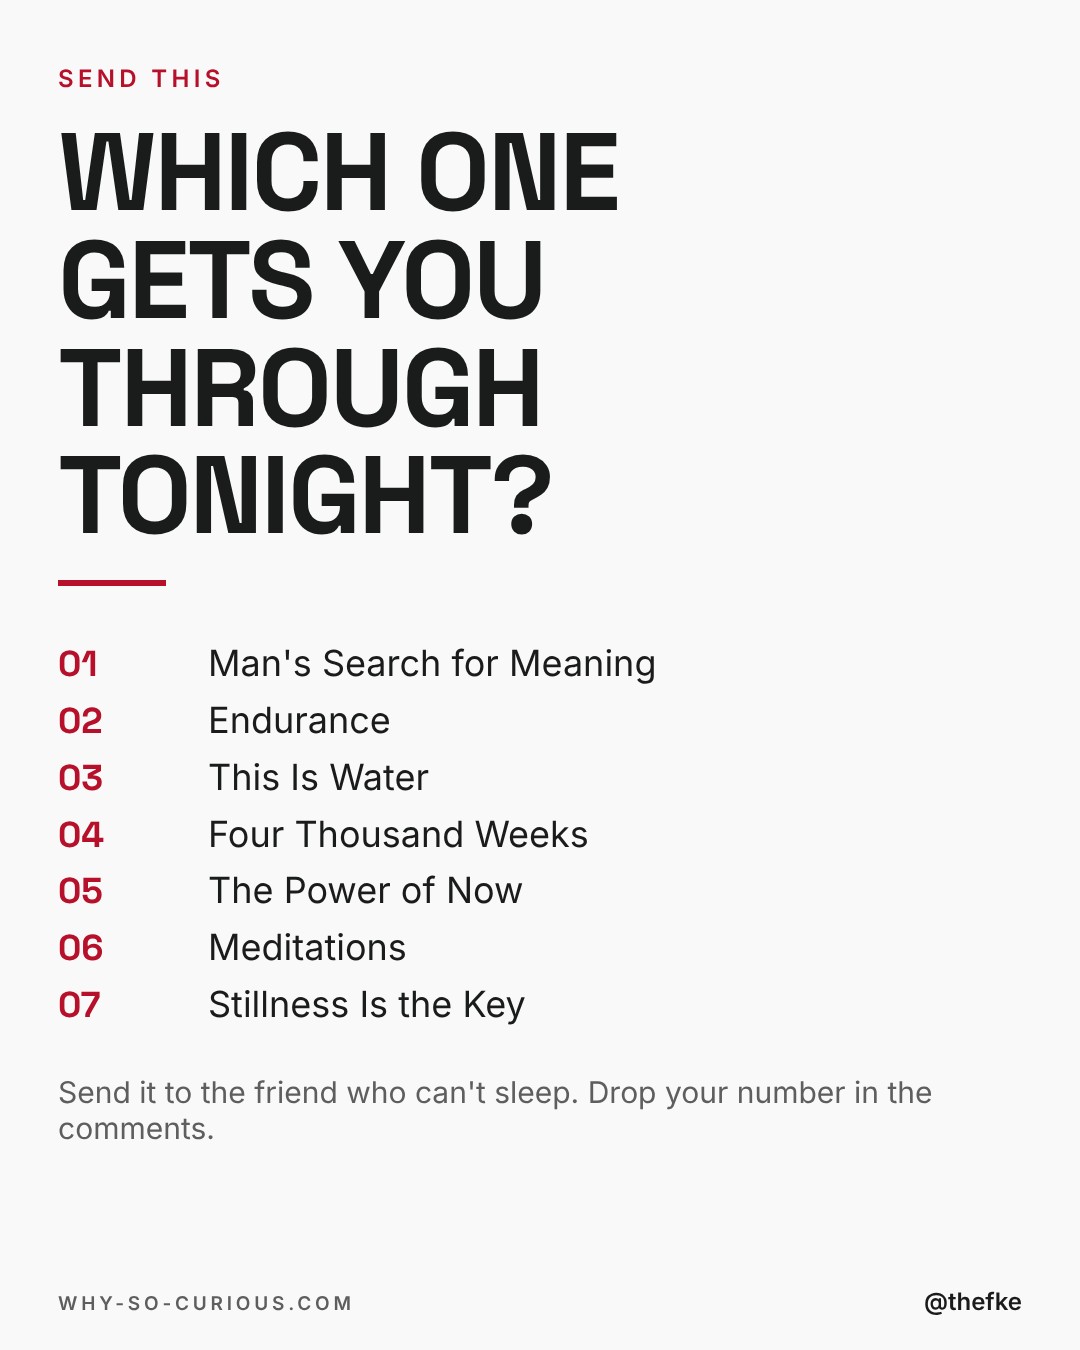 SEND THIS
WHICH ONE
GETS YOU
THROUGH
TONIGHT?
01 Man's Search for Meaning
02 Endurance
03 This Is Water
04 Four Thousand Weeks
05 The Power of Now
06 Meditations
07 Stillness Is the Key
Send it to the friend who can't sleep. Drop your number in the
comments.
WHY-SO-CURIOUS.COM
@thefke